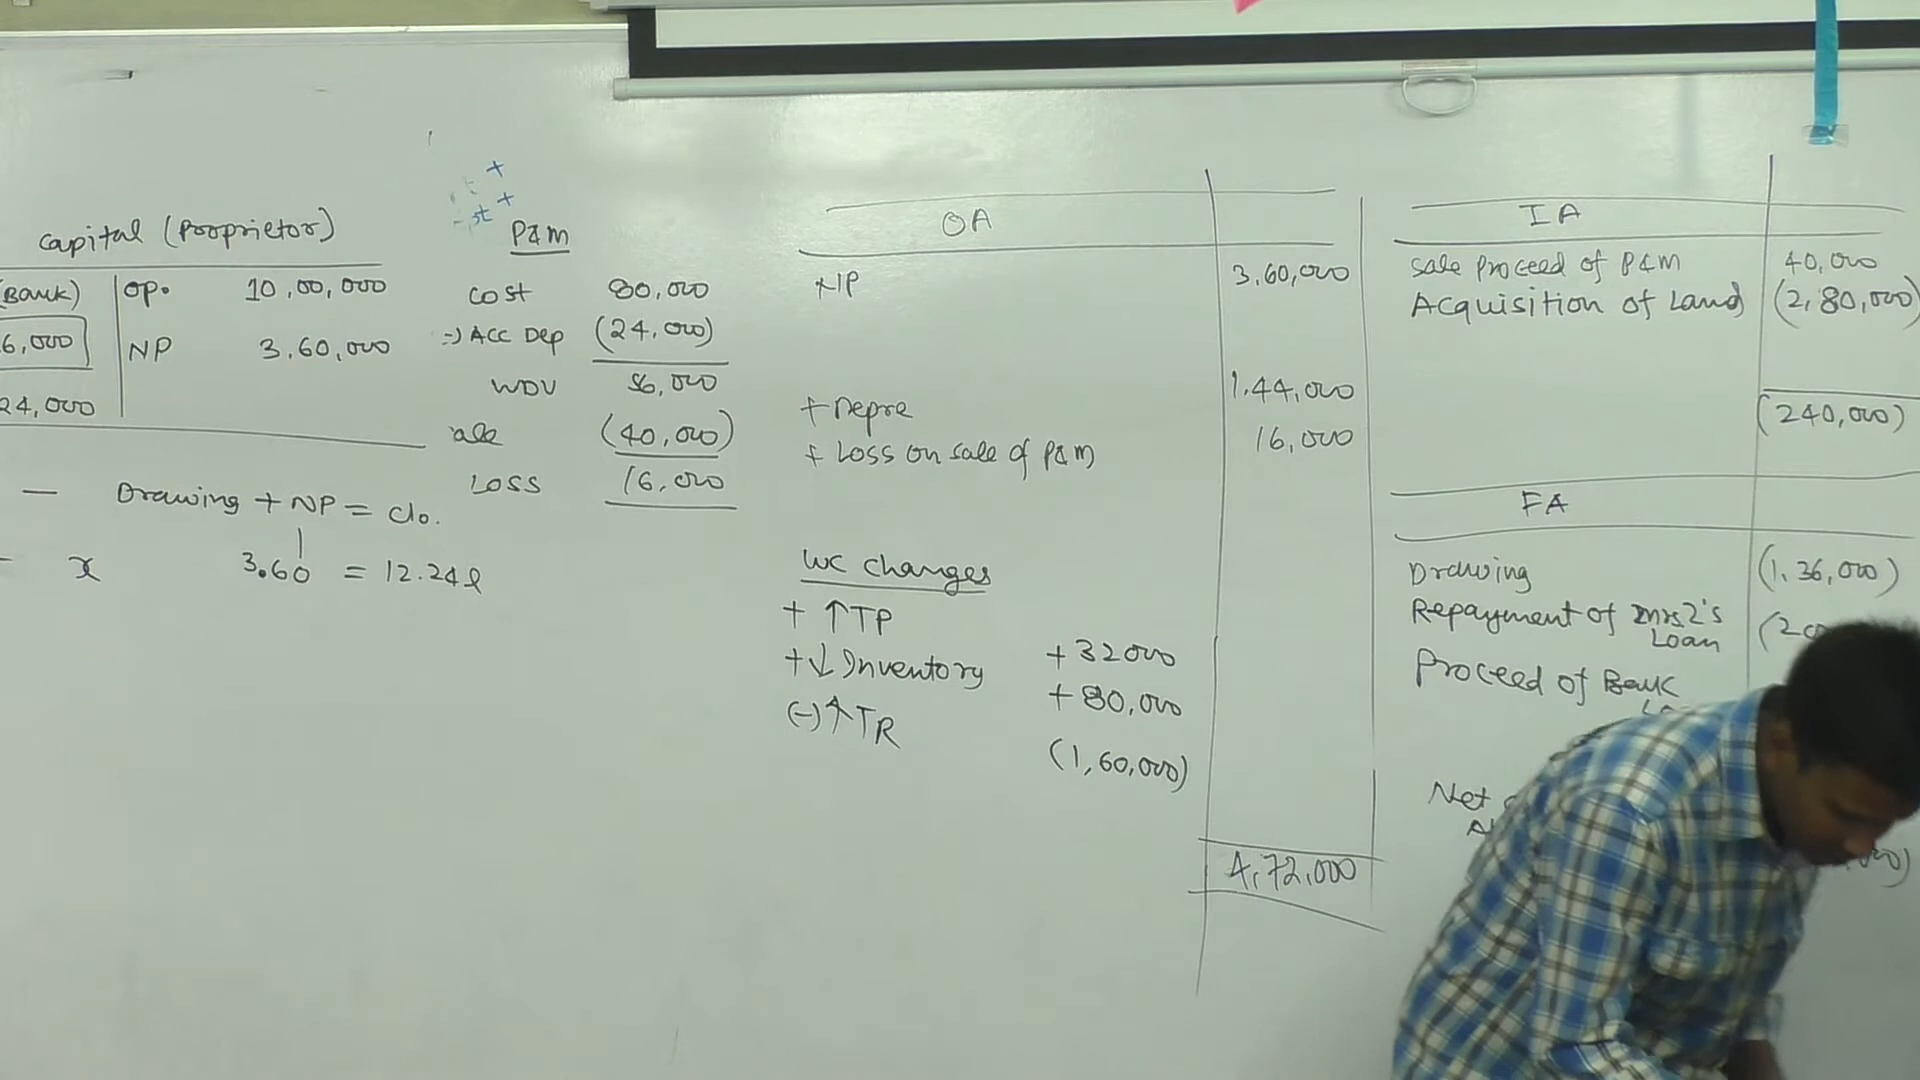 Capital (Proprietor)
(Bank) | op. 10,00,000
6,000 | NP 3,60,000
24,000
— Drawing + NP = clo.
- x 3.60 = 12.24l
P&M
cost 80,000
(-) Acc Dep (24,000)
WDV 56,000
ale (40,000)
Loss 16,000
OA
NP 3,60,000
+ Depre 1,44,000
+ Loss on sale of P&M 16,000
WC changes
+ ↑ TP +32000
+ ↓ Inventory +80,000
(-) ↑ TR (1,60,000)
4,72,000
IA
Sale Proceed of P&M 40,000
Acquisition of Land (2,80,000)
(240,000)
FA
Drawing (1,36,000)
Repayment of Mrs Z's
Loan
Proceed of Bank
Net